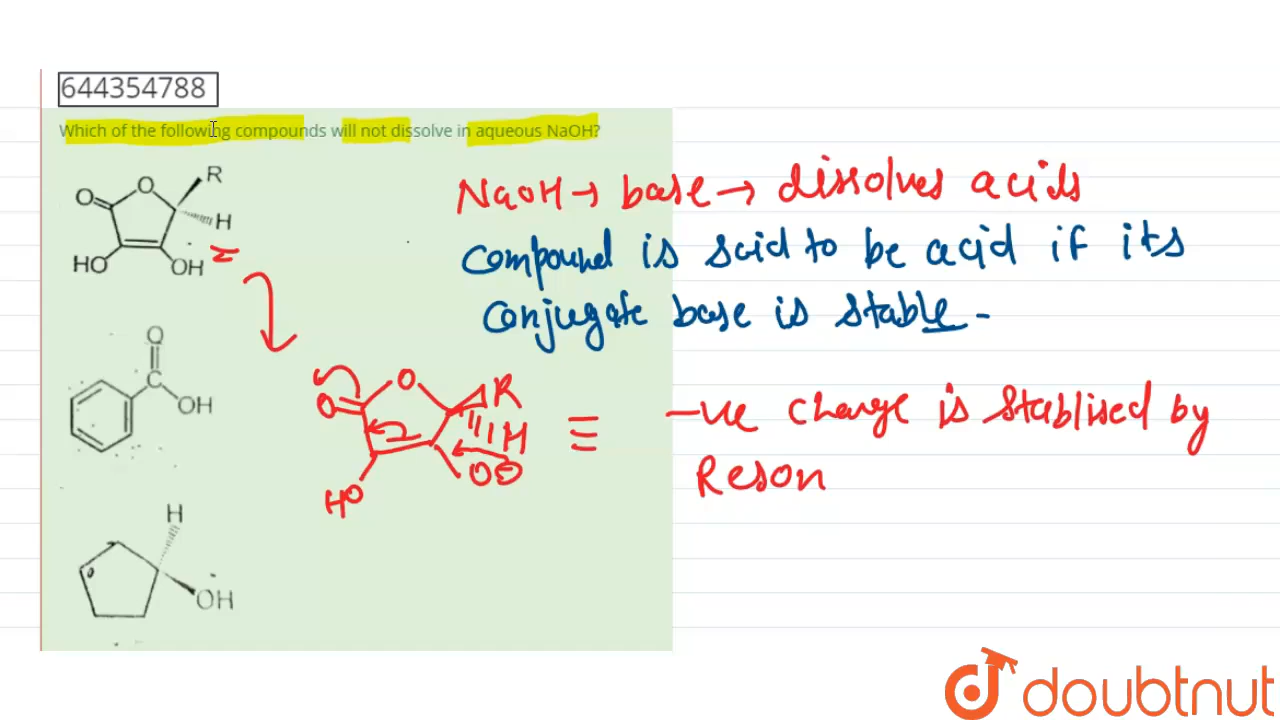 644354788
Which of the following compounds will not dissolve in aqueous NaOH?
O O R
H
HO OH =
NaOH → base → dissolves acids
Compound is said to be acid if its
Conjugate base is stable -
O
C
OH
O O R
H
HO O⊖
≡ -ve charge is stablised by
Reson
H
OH
doubtnut